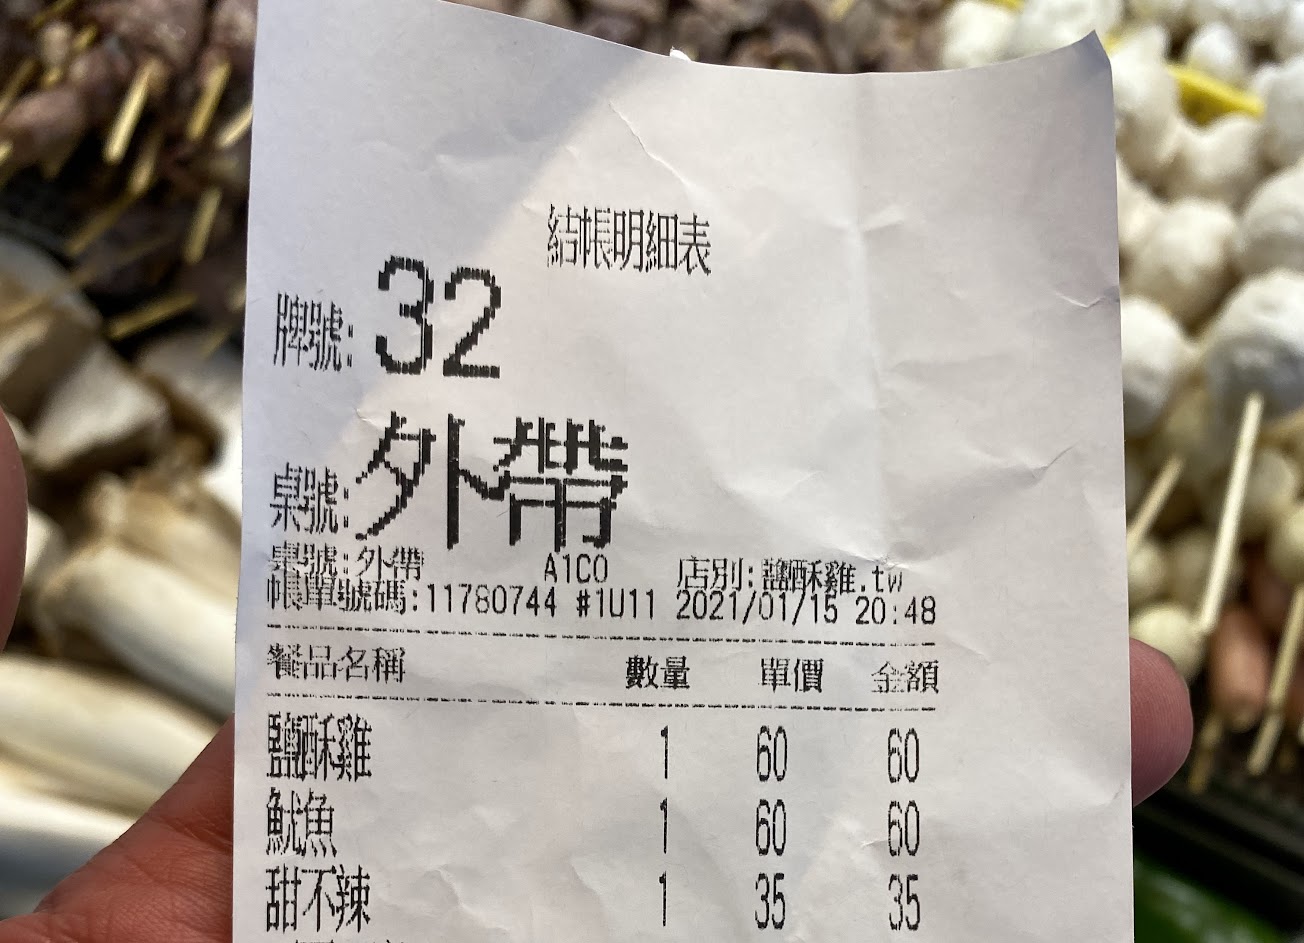 結帳明細表
牌號: 32
桌號: 外帶
桌號:外帶 A1C0 店別:鹽酥雞.tw
帳單號碼:11780744 #1U11 2021/01/15 20:48
餐品名稱 數量 單價 金額
鹽酥雞 1 60 60
魷魚 1 60 60
甜不辣 1 35 35